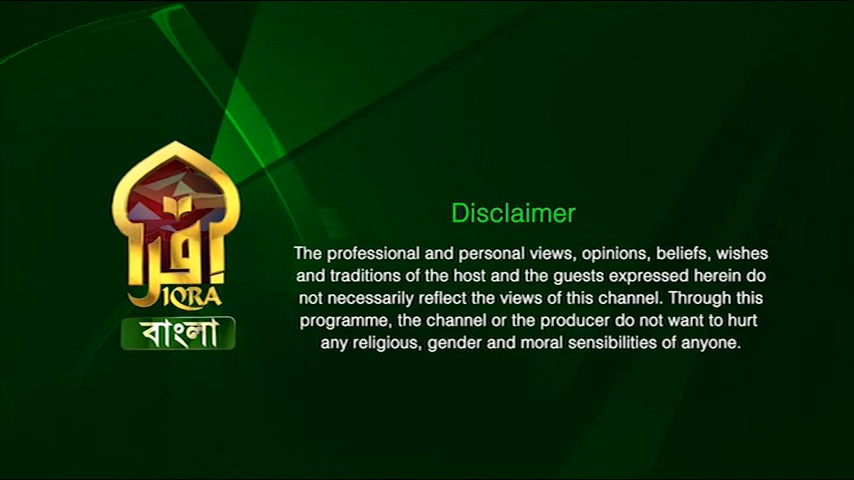 Disclaimer
The professional and personal views, opinions, beliefs, wishes
and traditions of the host and the guests expressed herein do
not necessarily reflect the views of this channel. Through this
programme, the channel or the producer do not want to hurt
any religious, gender and moral sensibilities of anyone.
اقرأ
IQRA
বাংলা